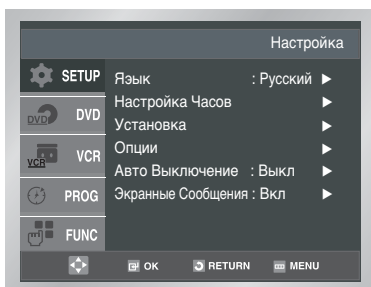 Настройка
SETUP
Язык : Русский ►
DVD DVD
Настройка Часов ►
Установка ►
VCR VCR
Опции ►
Авто Выключение : Выкл ►
PROG
Экранные Сообщения : Вкл ►
FUNC
OK RETURN MENU